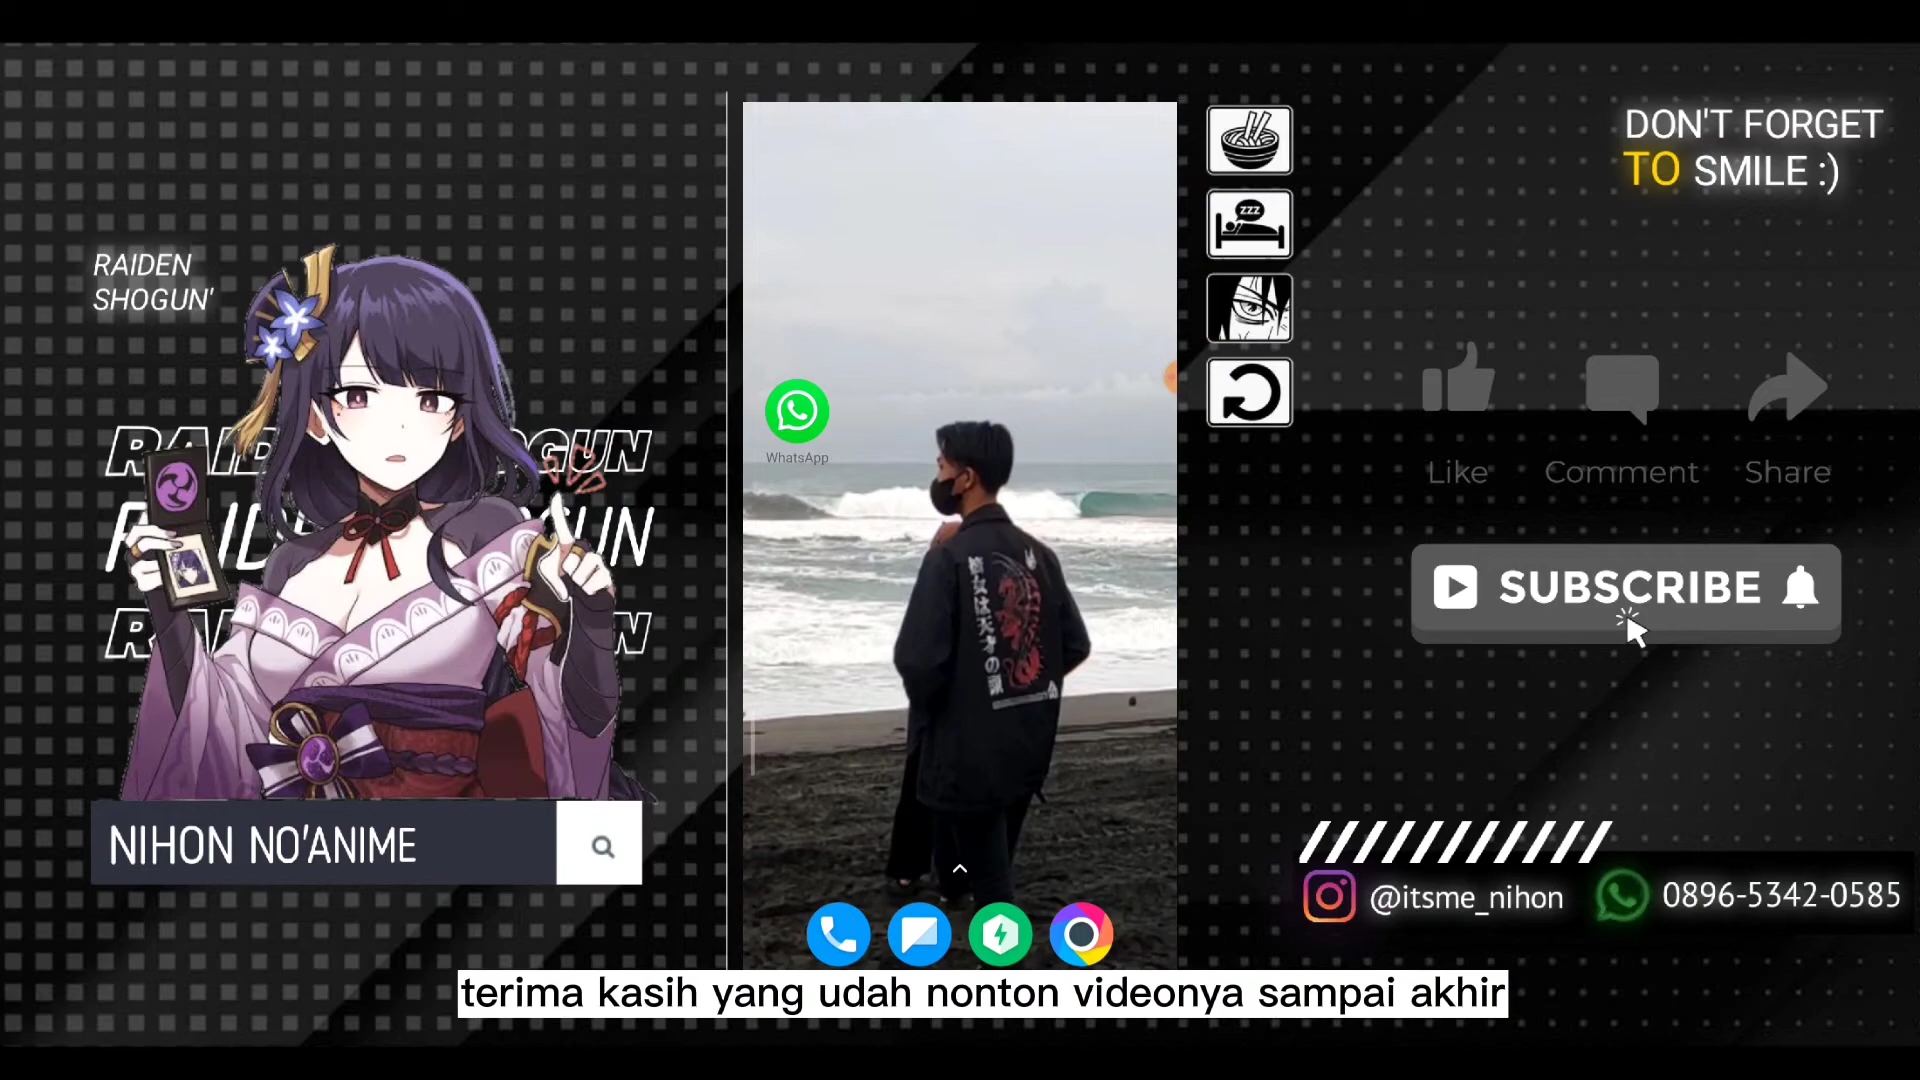 DON'T FORGET
TO SMILE :)
RAIDEN
SHOGUN'
zzz
WhatsApp
Like
Comment
Share
SUBSCRIBE
NIHON NO'ANIME
@itsme_nihon
0896-5342-0585
terima kasih yang udah nonton videonya sampai akhir